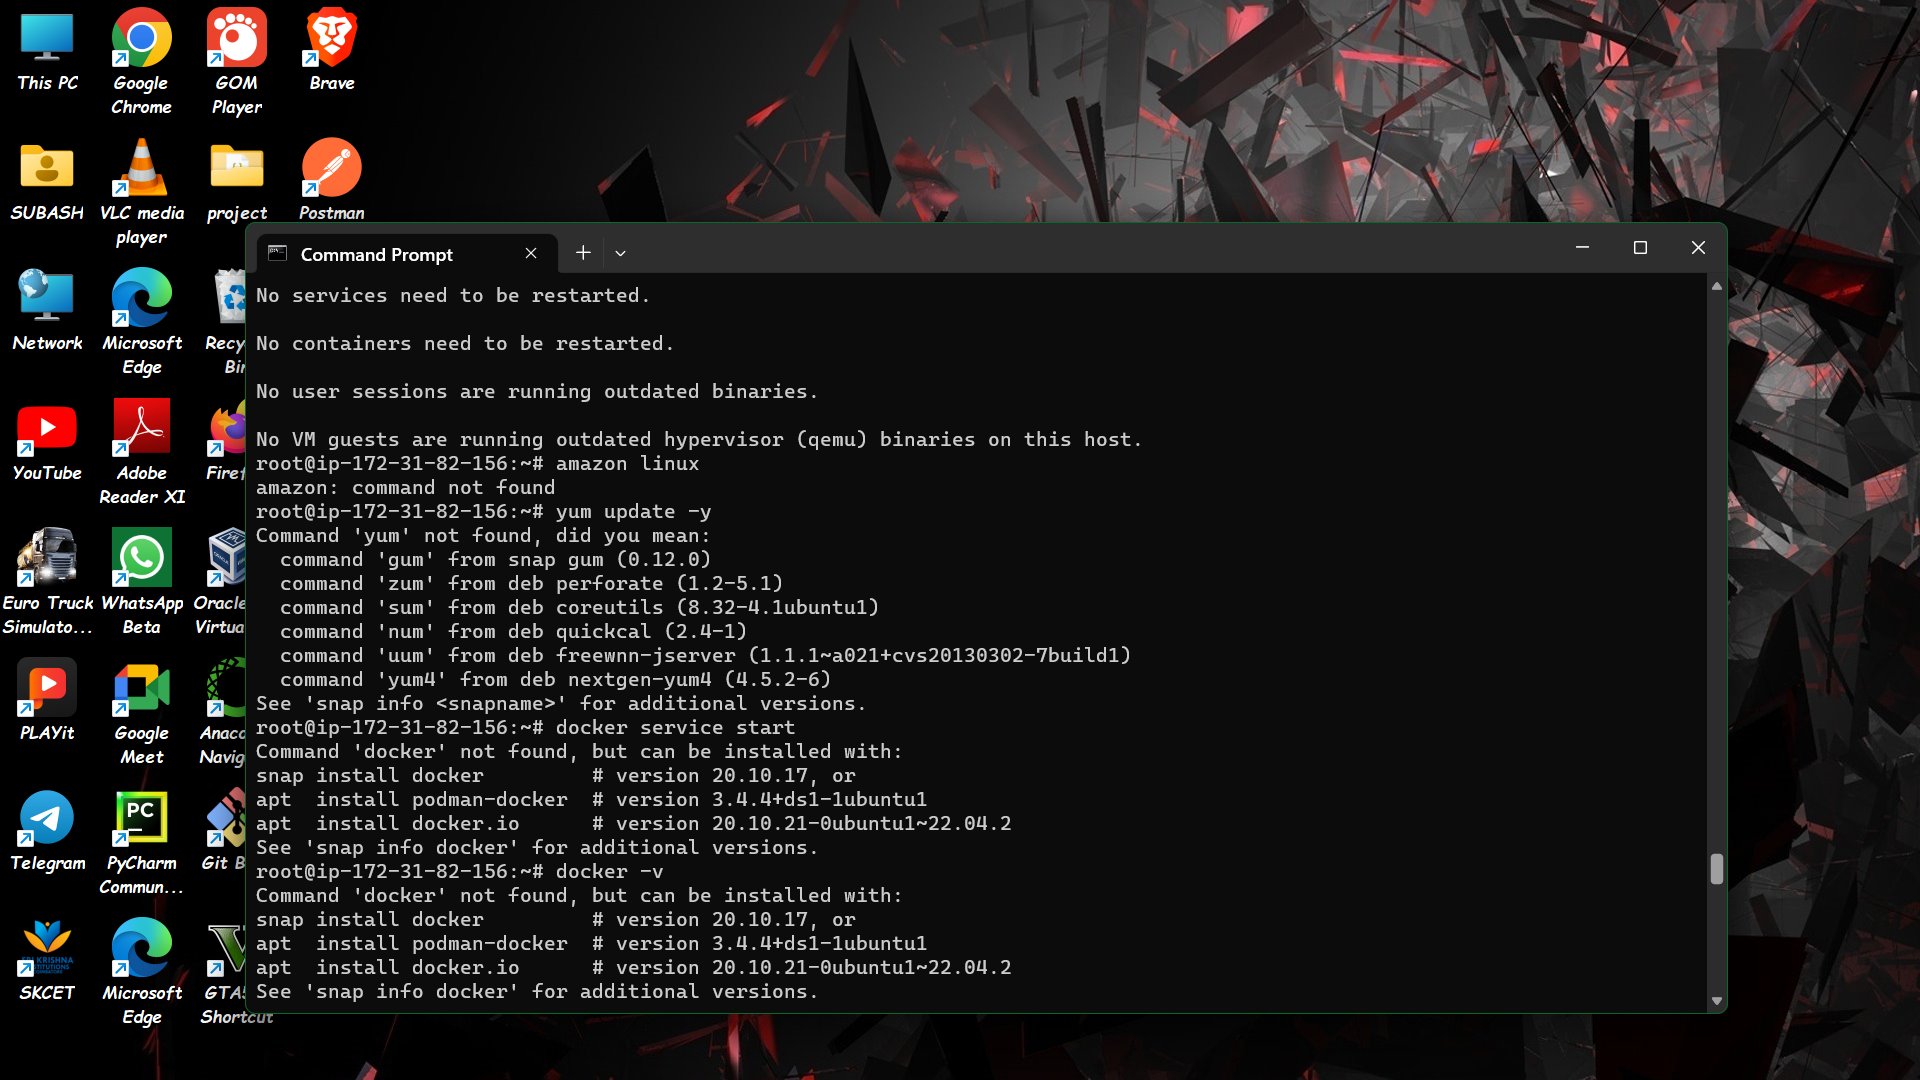 This PC
Google Chrome
GOM Player
Brave
SUBASH
VLC media player
project
Postman
Network
Microsoft Edge
YouTube
Adobe Reader XI
Euro Truck Simulato...
WhatsApp Beta
Oracle
PLAYit
Google Meet
Telegram
PyCharm Commun...
PC
SKCET
Microsoft Edge
Shortcut
Command Prompt
No services need to be restarted.
No containers need to be restarted.
No user sessions are running outdated binaries.
No VM guests are running outdated hypervisor (qemu) binaries on this host.
root@ip-172-31-82-156:~# amazon linux
amazon: command not found
root@ip-172-31-82-156:~# yum update -y
Command 'yum' not found, did you mean:
  command 'gum' from snap gum (0.12.0)
  command 'zum' from deb perforate (1.2-5.1)
  command 'sum' from deb coreutils (8.32-4.1ubuntu1)
  command 'num' from deb quickcal (2.4-1)
  command 'uum' from deb freewnn-jserver (1.1.1~a021+cvs20130302-7build1)
  command 'yum4' from deb nextgen-yum4 (4.5.2-6)
See 'snap info <snapname>' for additional versions.
root@ip-172-31-82-156:~# docker service start
Command 'docker' not found, but can be installed with:
snap install docker         # version 20.10.17, or
apt  install podman-docker  # version 3.4.4+ds1-1ubuntu1
apt  install docker.io      # version 20.10.21-0ubuntu1~22.04.2
See 'snap info docker' for additional versions.
root@ip-172-31-82-156:~# docker -v
Command 'docker' not found, but can be installed with:
snap install docker         # version 20.10.17, or
apt  install podman-docker  # version 3.4.4+ds1-1ubuntu1
apt  install docker.io      # version 20.10.21-0ubuntu1~22.04.2
See 'snap info docker' for additional versions.